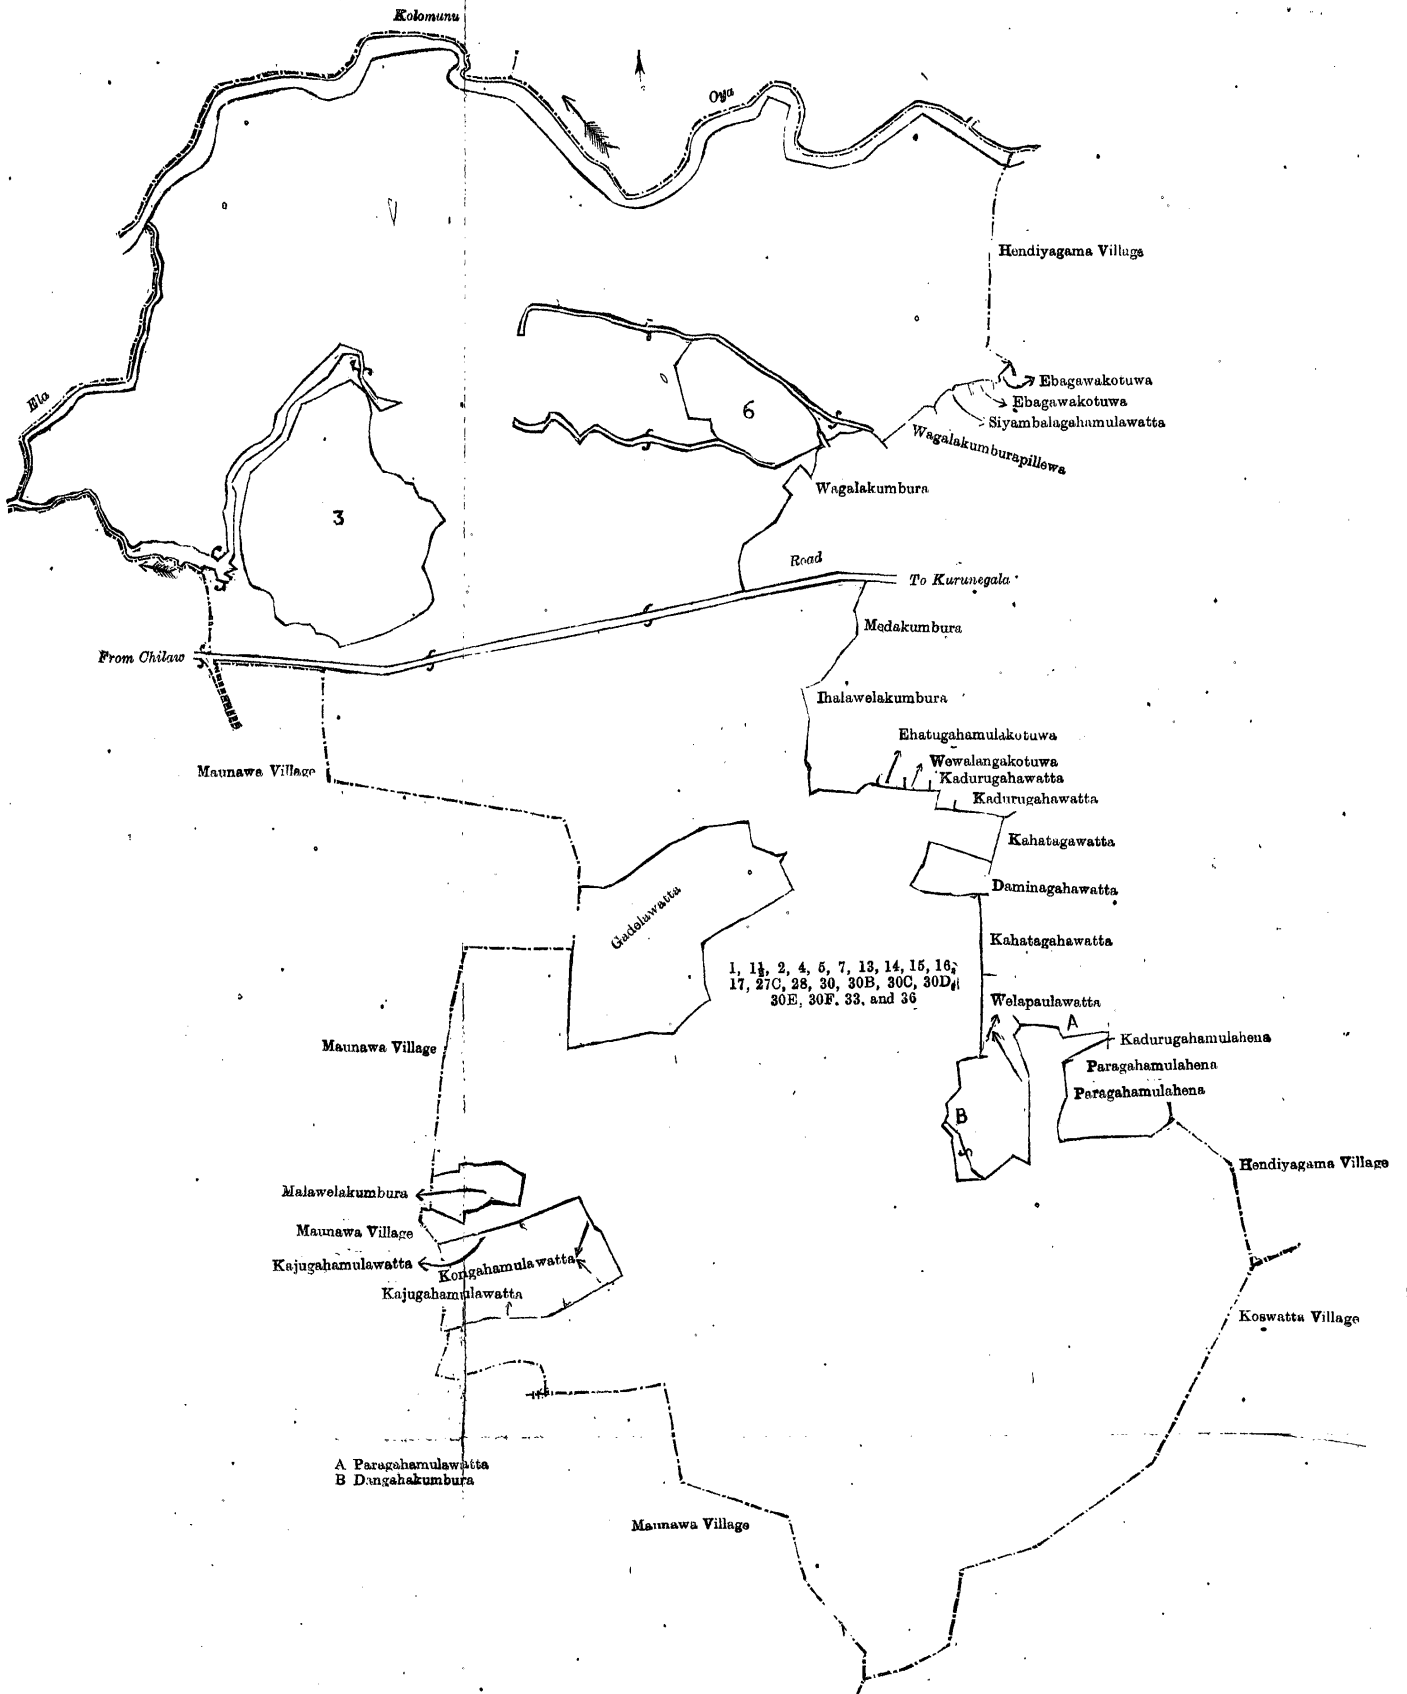 Kolomunu
Oya
Hendiyagama Village
Ebagawakotuwa
Ela
Ebagawakotuwa
6
Siyambalagahamulawatta
Wagalakumburapillewa
Wagalakumbura
3
Road
To Kurunegala
Medakumbura
From Chilaw
Ihalawelakumbura
Ehatugahamulakotuwa
Wewalangakotuwa
Maunawa Village
Kadurugahawatta
Kadurugahawatta
Kahatagawatta
Daminagahawatta
Gadelawatta
Kahatagahawatta
1, 1½, 2, 4, 5, 7, 13, 14, 15, 16,
17, 27C, 28, 30, 30B, 30C, 30D,
30E, 30F, 33, and 36
Welapaulawatta
A
Kadurugahamulahena
Maunawa Village
Paragahamulahena
Paragahamulahena
B
Hendiyagama Village
Malawelakumbura
Maunawa Village
Kajugahamulawatta
Kongahamulawatta
Kajugahamulawatta
Koswatta Village
A Paragahamulawatta
B Dangahakumbura
Maunawa Village